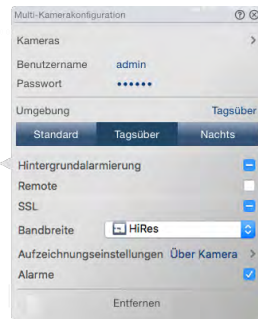 Multi-Kamerakonfiguration
Kameras
Benutzername admin
Passwort ••••••
Umgebung Tagsüber
Standard Tagsüber Nachts
Hintergrundalarmierung
Remote
SSL
Bandbreite HiRes
Aufzeichnungseinstellungen Über Kamera
Alarme
Entfernen